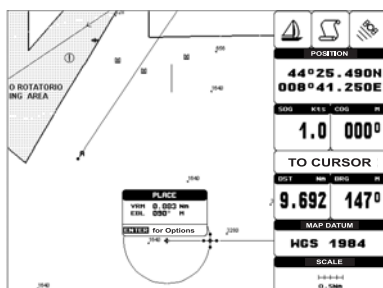 POSITION
44°25.490N
008°41.250E
SOG Kts COG M
1.0 000°
TO CURSOR
DST Nm BRG M
9.692 147°
MAP DATUM
WGS 1984
SCALE
0.5Nm
O ROTATORIO
ING AREA
PLACE
VRM 0.003 Nm
EBL 090° M
ENTER for Options